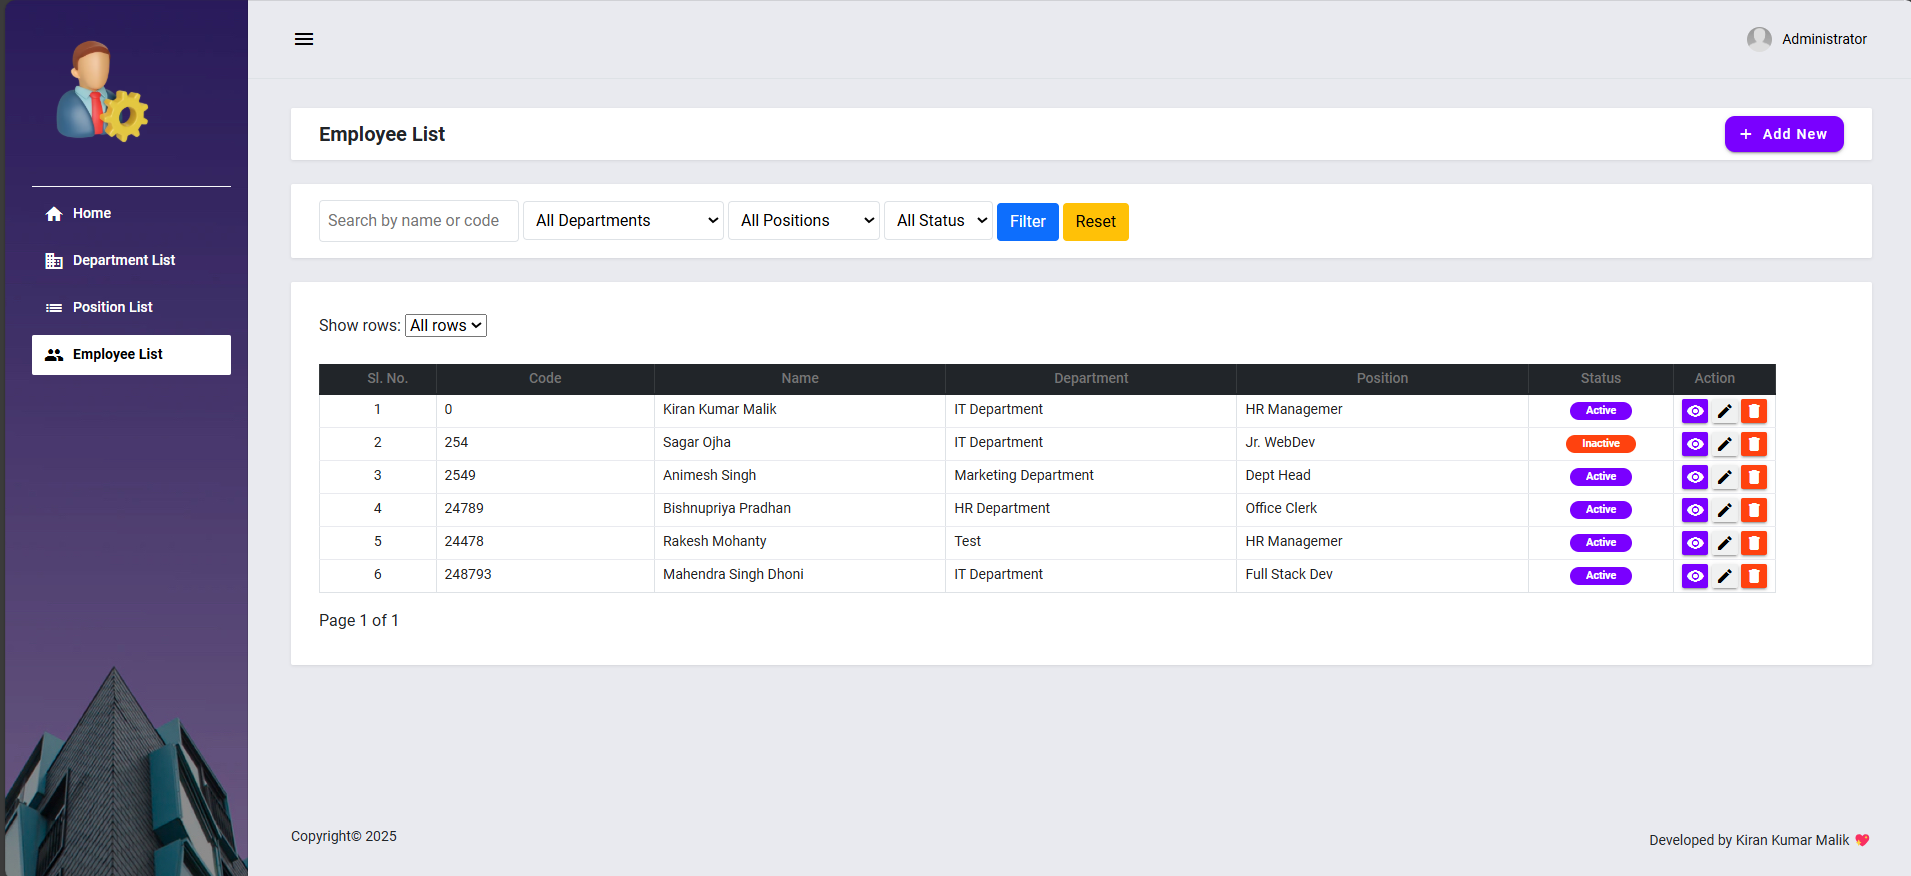 Administrator
Employee List
+ Add New
Home
Department List
Position List
Employee List
Search by name or code All Departments All Positions All Status Filter Reset
Show rows: All rows
Sl. No. Code Name Department Position Status Action
1 0 Kiran Kumar Malik IT Department HR Managemer Active
2 254 Sagar Ojha IT Department Jr. WebDev Inactive
3 2549 Animesh Singh Marketing Department Dept Head Active
4 24789 Bishnupriya Pradhan HR Department Office Clerk Active
5 24478 Rakesh Mohanty Test HR Managemer Active
6 248793 Mahendra Singh Dhoni IT Department Full Stack Dev Active
Page 1 of 1
Copyright© 2025
Developed by Kiran Kumar Malik 💖